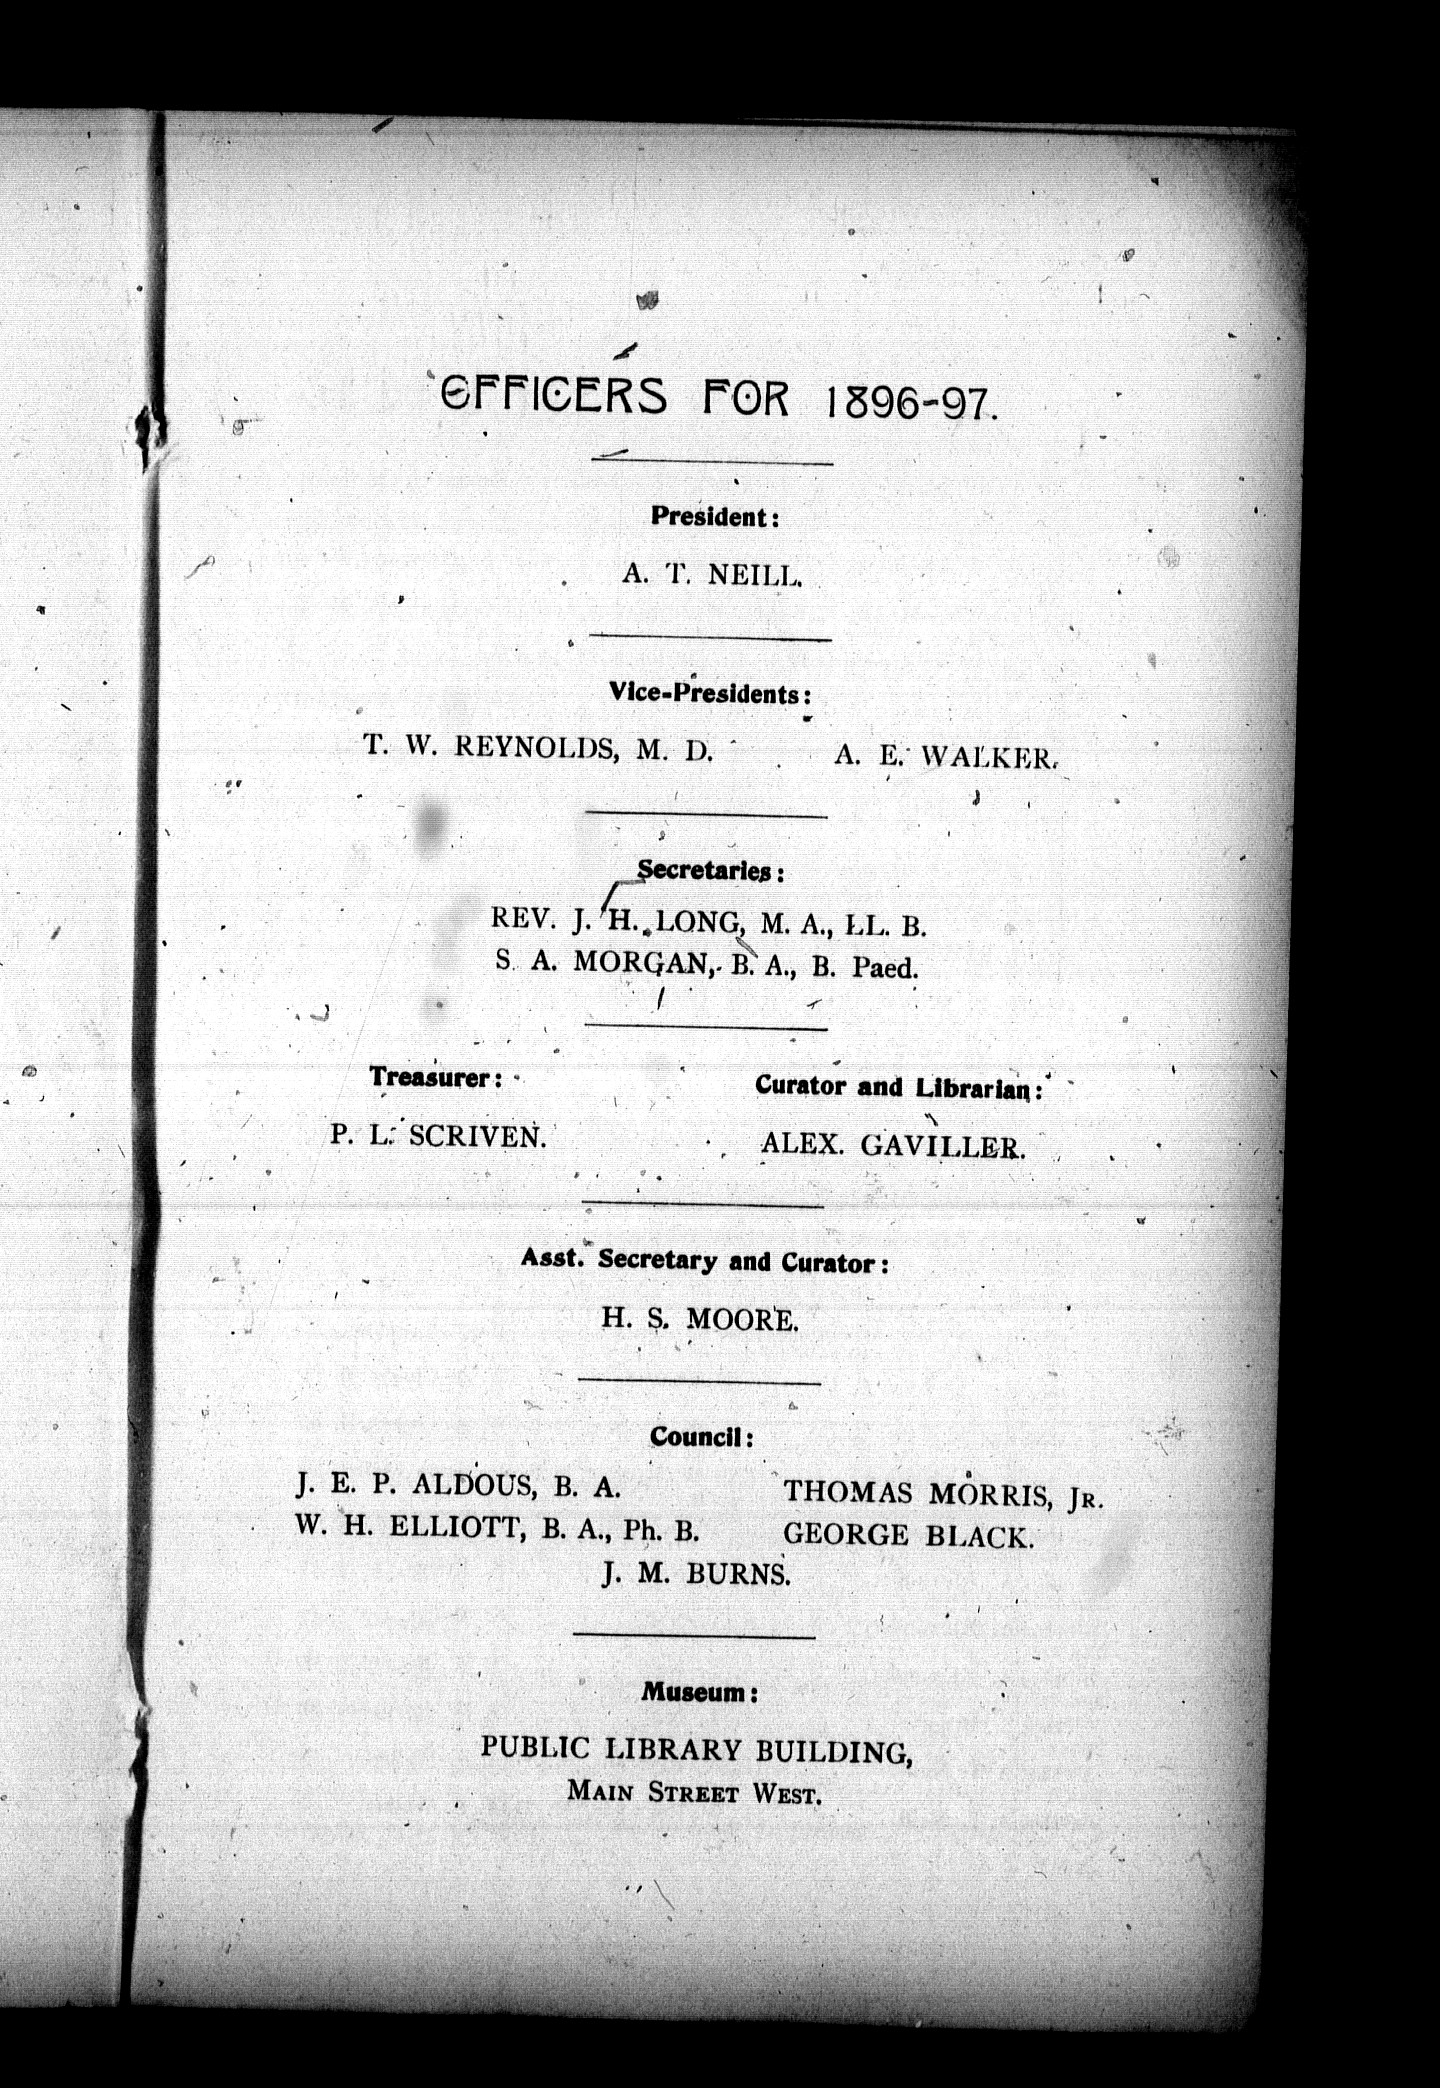 OFFICERS FOR 1896-97.
President:
A. T. NEILL.
Vice-Presidents:
T. W. REYNOLDS, M. D. A. E. WALKER.
Secretaries:
REV. J. H. LONG, M. A., LL. B.
S. A. MORGAN, B. A., B. Paed.
Treasurer: Curator and Librarian:
P. L. SCRIVEN. ALEX. GAVILLER.
Asst. Secretary and Curator:
H. S. MOORE.
Council:
J. E. P. ALDOUS, B. A. THOMAS MORRIS, JR.
W. H. ELLIOTT, B. A., Ph. B. GEORGE BLACK.
J. M. BURNS.
Museum:
PUBLIC LIBRARY BUILDING,
MAIN STREET WEST.